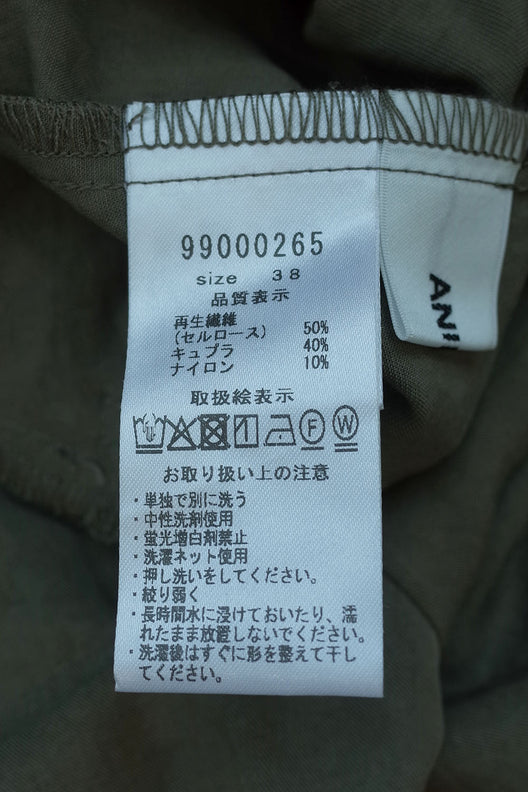 99000265
size 38
品質表示
再生繊維
(セルロース) 50%
キュプラ 40%
ナイロン 10%
取扱絵表示
F W
お取り扱い上の注意
・単独で別に洗う
・中性洗剤使用
・蛍光増白剤禁止
・洗濯ネット使用
・押し洗いをしてください。
・絞り弱く
・長時間水に浸けておいたり、濡
れたまま放置しないでください。
・洗濯後はすぐに形を整えて干し
てください。